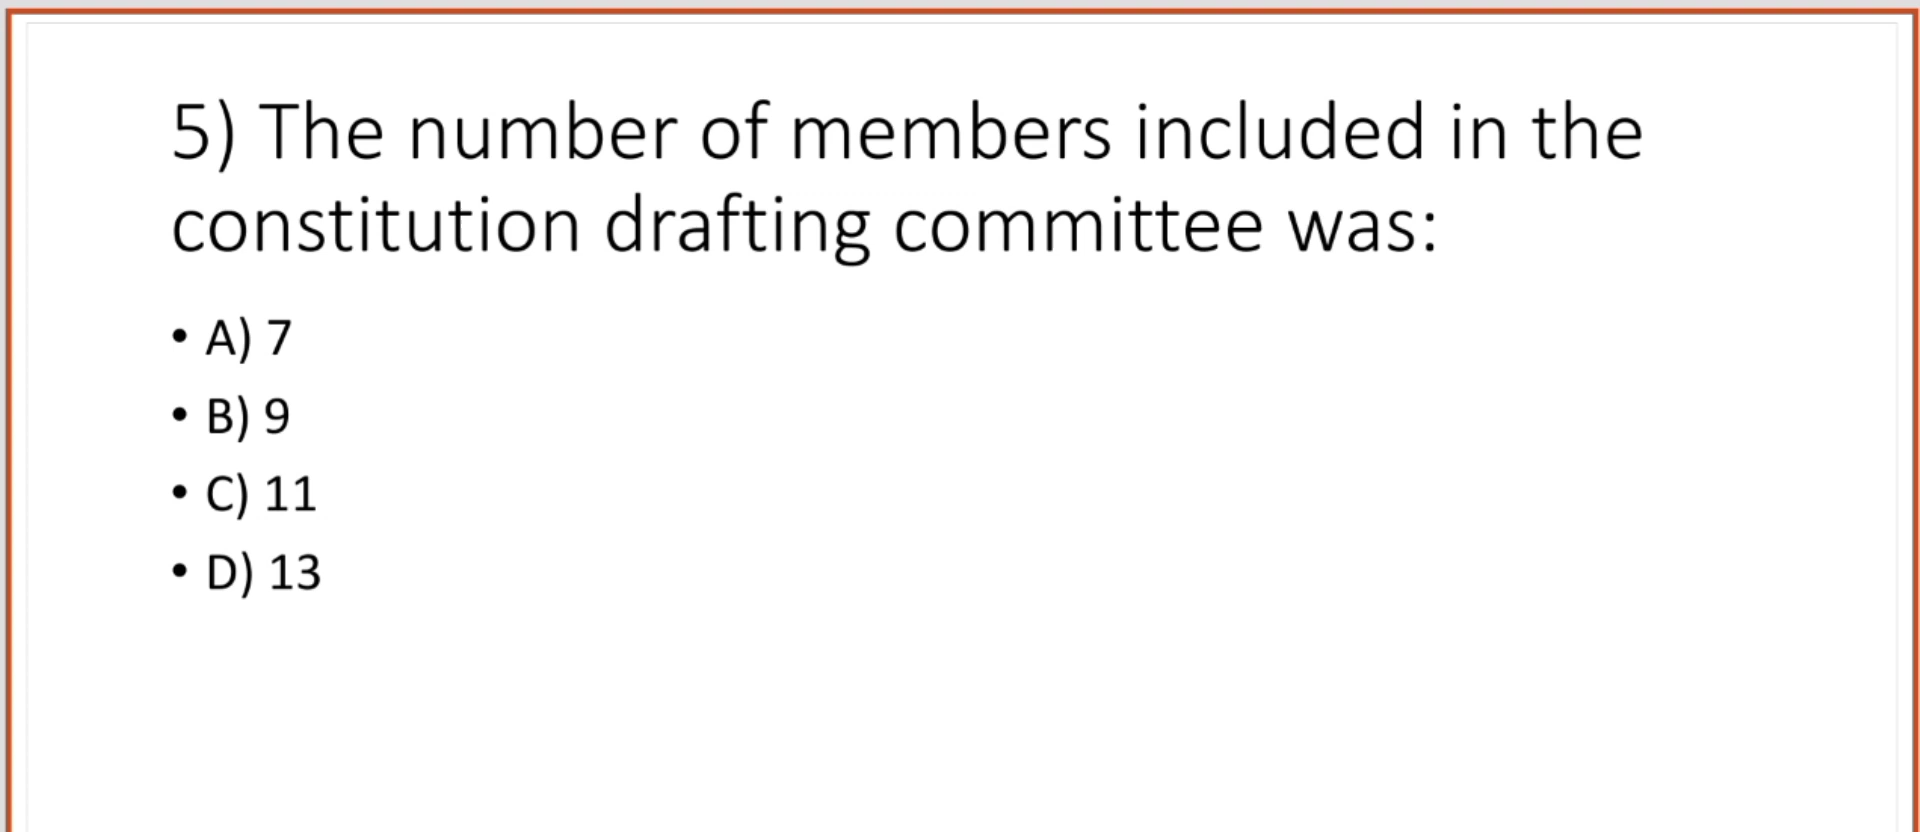 5) The number of members included in the
constitution drafting committee was:
• A) 7
• B) 9
• C) 11
• D) 13